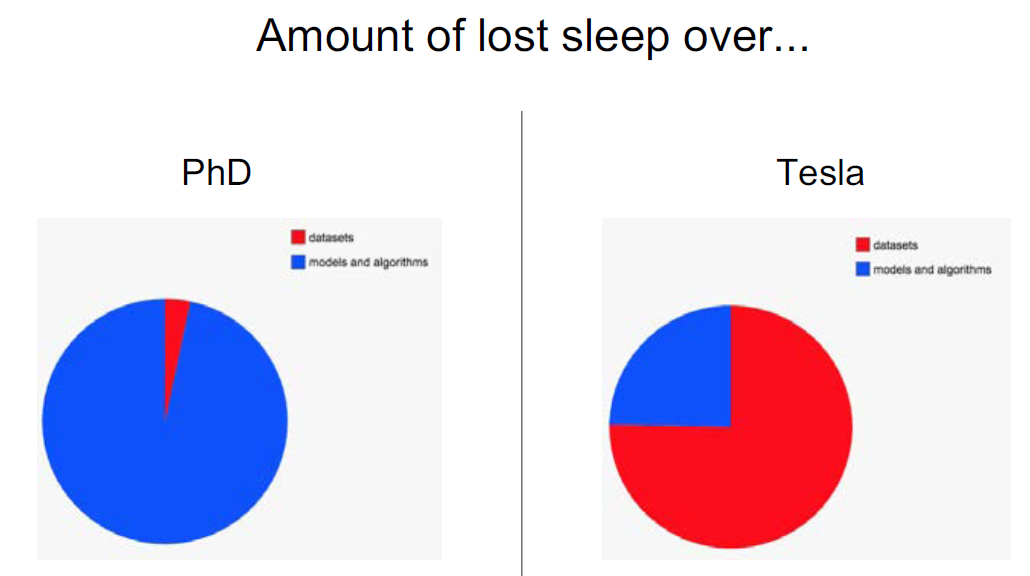 Amount of lost sleep over...
PhD
datasets
models and algorithms
Tesla
datasets
models and algorithms